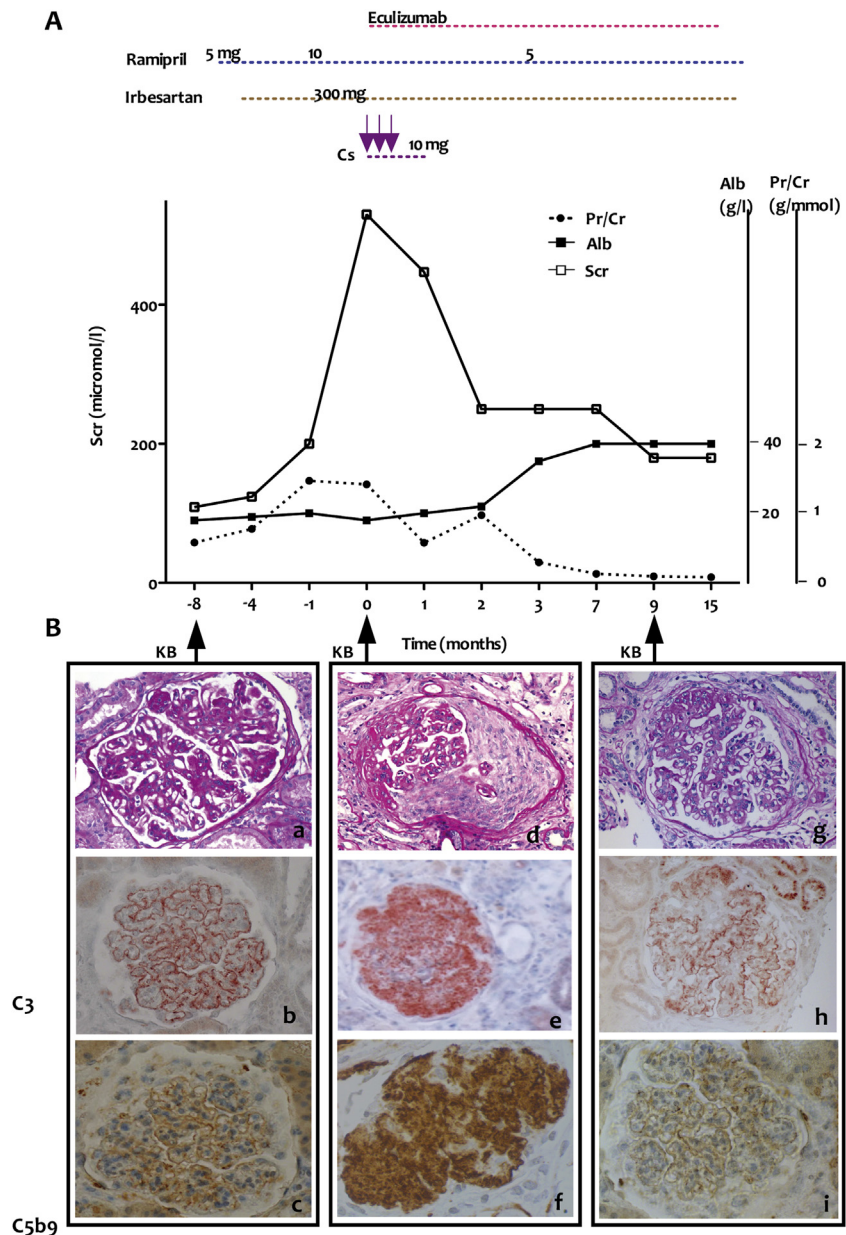 A
Eculizumab
Ramipril 5 mg 10 5
Irbesartan 300 mg
Cs 10 mg
Alb (g/l)
Pr/Cr (g/mmol)
Pr/Cr
Alb
Scr
Scr (micromol/l)
400
200
0
40
20
2
1
0
-8 -4 -1 0 1 2 3 7 9 15
Time (months)
B
KB KB KB
a d g
C3
b e h
C5b9
c f i